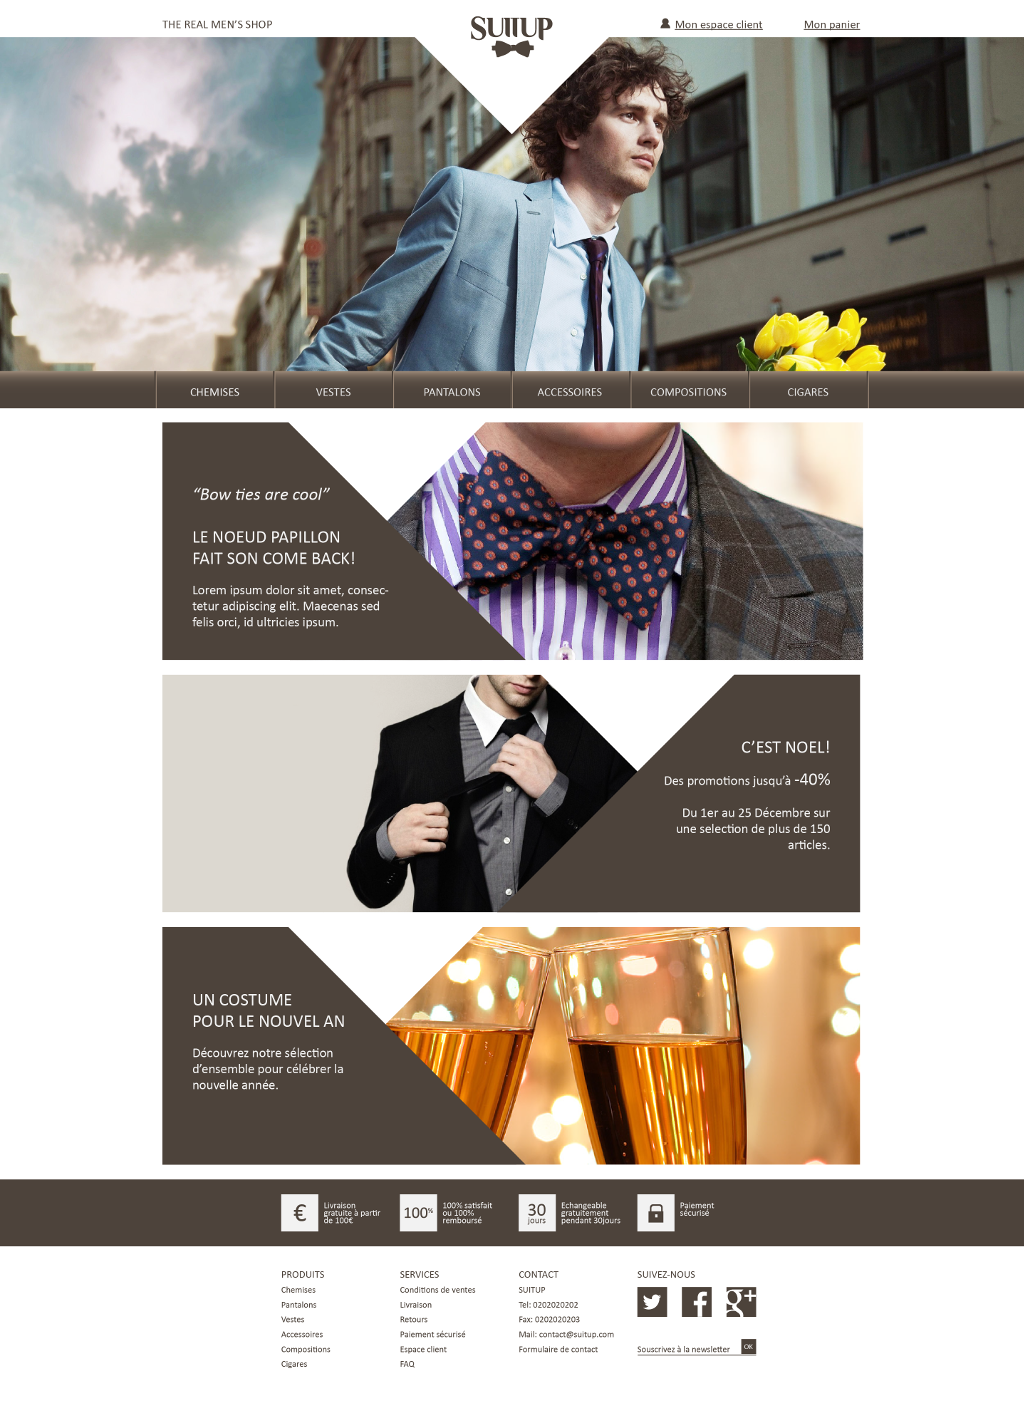 THE REAL MEN'S SHOP
SUITUP
Mon espace client
Mon panier
CHEMISES
VESTES
PANTALONS
ACCESSOIRES
COMPOSITIONS
CIGARES
“Bow ties are cool”
LE NOEUD PAPILLON
FAIT SON COME BACK!
Lorem ipsum dolor sit amet, consec-
tetur adipiscing elit. Maecenas sed
felis orci, id ultricies ipsum.
C'EST NOEL!
Des promotions jusqu'à -40%
Du 1er au 25 Décembre sur
une selection de plus de 150
articles.
UN COSTUME
POUR LE NOUVEL AN
Découvrez notre sélection
d'ensemble pour célébrer la
nouvelle année.
€
Livraison
gratuite à partir
de 100€
100%
100% satisfait
ou 100%
remboursé
30
jours
Echangeable
gratuitement
pendant 30jours
Paiement
sécurisé
PRODUITS
Chemises
Pantalons
Vestes
Accessoires
Compositions
Cigares
SERVICES
Conditions de ventes
Livraison
Retours
Paiement sécurisé
Espace client
FAQ
CONTACT
SUITUP
Tel: 0202020202
Fax: 0202020203
Mail: contact@suitup.com
Formulaire de contact
SUIVEZ-NOUS
Souscrivez à la newsletter
OK